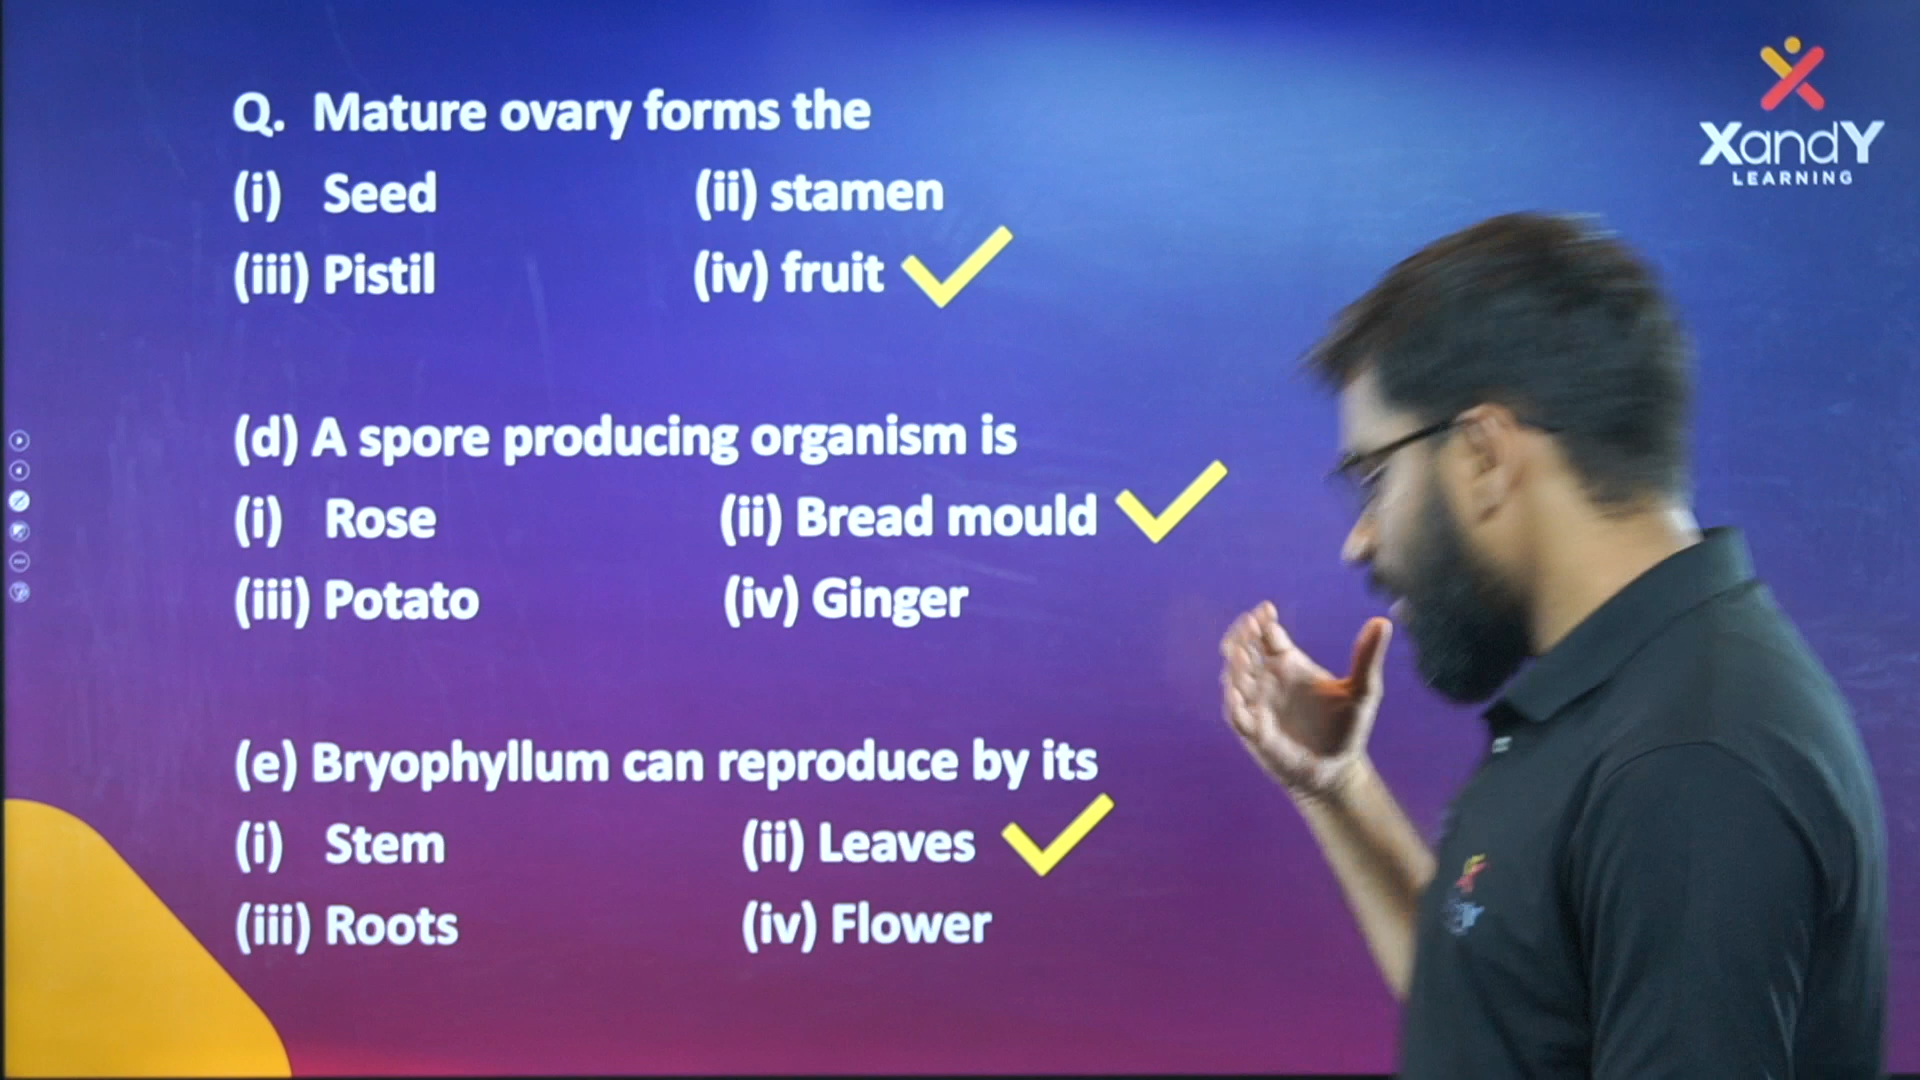 XandY
LEARNING
Q. Mature ovary forms the
(i) Seed (ii) stamen
(iii) Pistil (iv) fruit
(d) A spore producing organism is
(i) Rose (ii) Bread mould
(iii) Potato (iv) Ginger
(e) Bryophyllum can reproduce by its
(i) Stem (ii) Leaves
(iii) Roots (iv) Flower